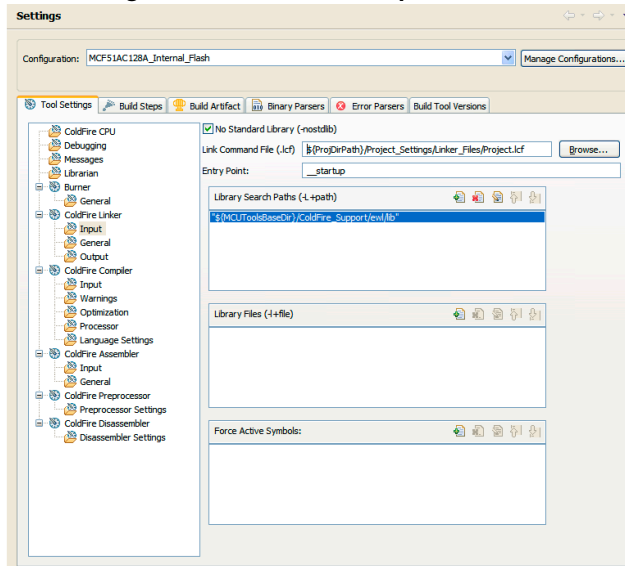 Settings
Configuration: MCF51AC128A_Internal_Flash Manage Configurations...
Tool Settings Build Steps Build Artifact Binary Parsers Error Parsers Build Tool Versions
ColdFire CPU
Debugging
Messages
Librarian
Burner
General
ColdFire Linker
Input
General
Output
ColdFire Compiler
Input
Warnings
Optimization
Processor
Language Settings
ColdFire Assembler
Input
General
ColdFire Preprocessor
Preprocessor Settings
ColdFire Disassembler
Disassembler Settings
No Standard Library (-nostdlib)
Link Command File (.lcf) ${ProjDirPath}/Project_Settings/Linker_Files/Project.lcf Browse...
Entry Point: __startup
Library Search Paths (-L+path)
"${MCUToolsBaseDir}/ColdFire_Support/ewl/lib"
Library Files (-l+file)
Force Active Symbols: